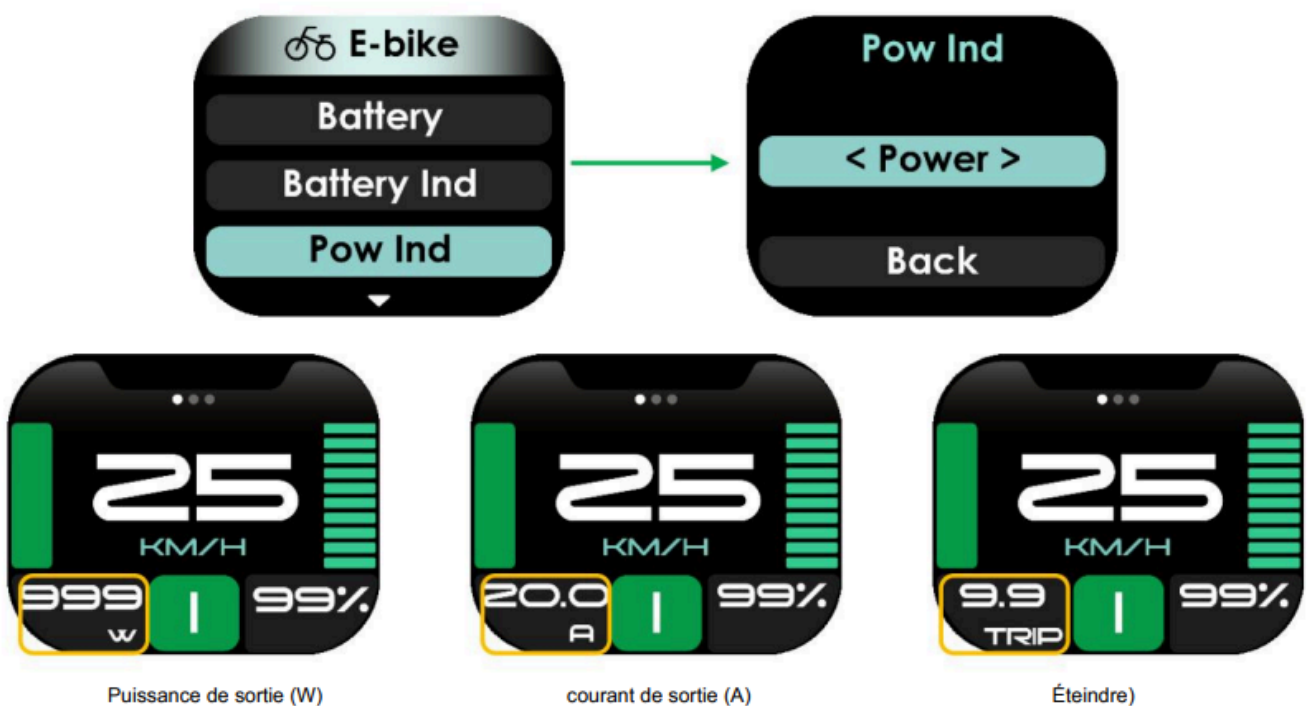 E-bike
Battery
Battery Ind
Pow Ind
Pow Ind
< Power >
Back
25
KM/H
999
W
I
99%
25
KM/H
20.0
A
I
99%
25
KM/H
9.9
TRIP
I
99%
Puissance de sortie (W)
courant de sortie (A)
Éteindre)